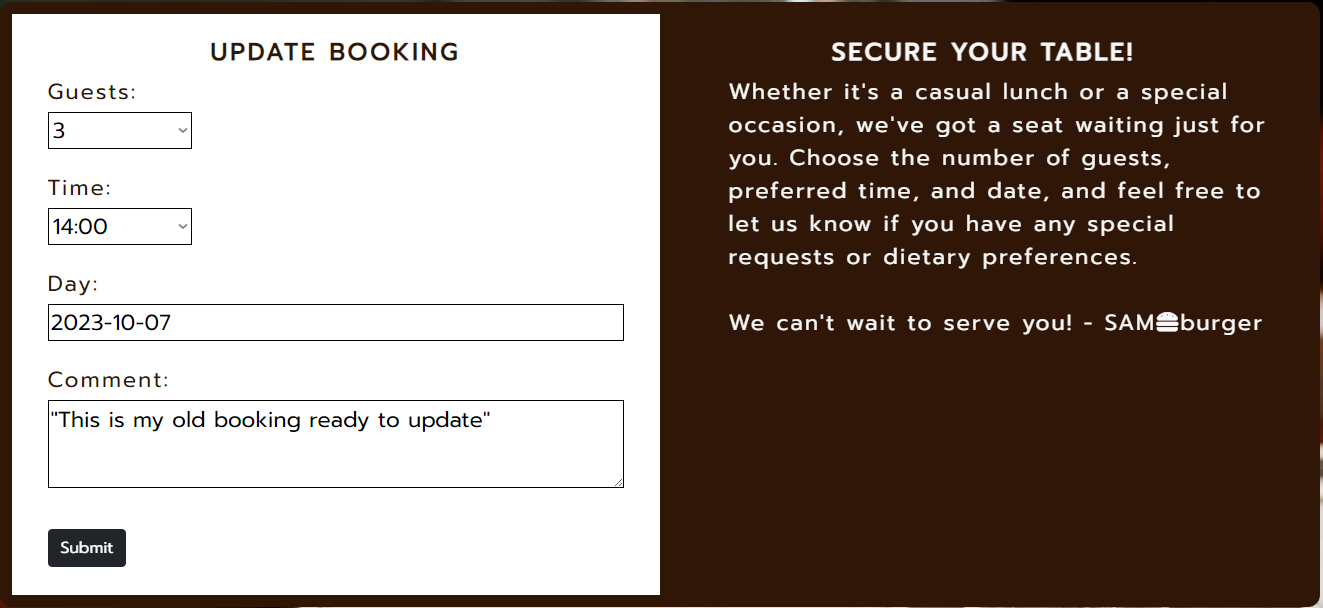 UPDATE BOOKING
Guests:
3
Time:
14:00
Day:
2023-10-07
Comment:
"This is my old booking ready to update"
Submit
SECURE YOUR TABLE!
Whether it's a casual lunch or a special
occasion, we've got a seat waiting just for
you. Choose the number of guests,
preferred time, and date, and feel free to
let us know if you have any special
requests or dietary preferences.
We can't wait to serve you! - SAMburger